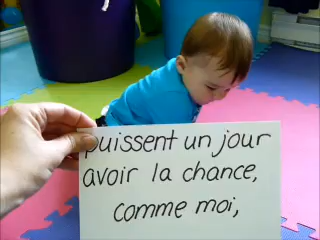 puissent un jour
avoir la chance,
comme moi,